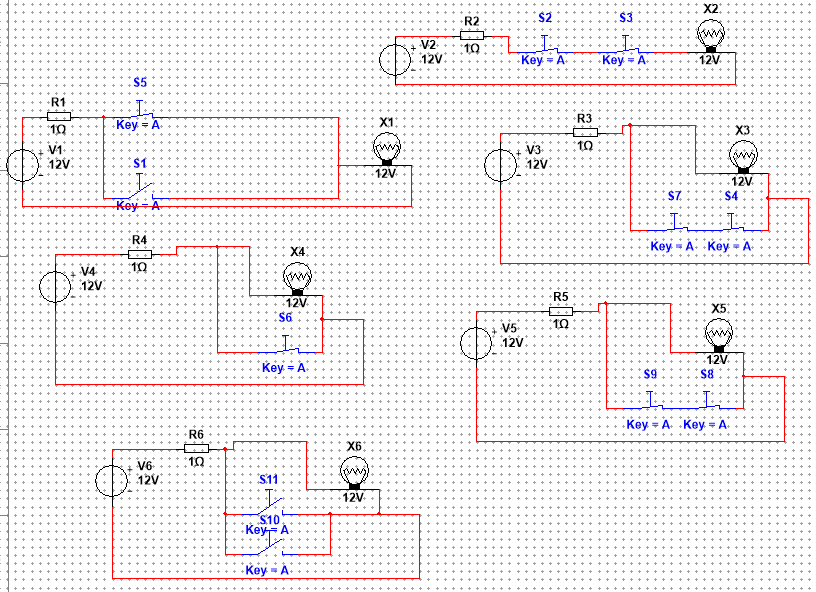 X2
R2
S2
S3
V2
12V
1Ω
Key = A
Key = A
12V
S5
R1
1Ω
Key = A
X1
V1
12V
S1
12V
Key = A
R3
1Ω
X3
V3
12V
12V
S7
S4
Key = A
Key = A
R4
1Ω
X4
V4
12V
12V
S6
Key = A
R5
1Ω
X5
V5
12V
12V
S9
S8
Key = A
Key = A
R6
1Ω
X6
V6
12V
S11
12V
S10
Key = A
Key = A
+
−
+
−
+
−
+
−
+
−
+
−